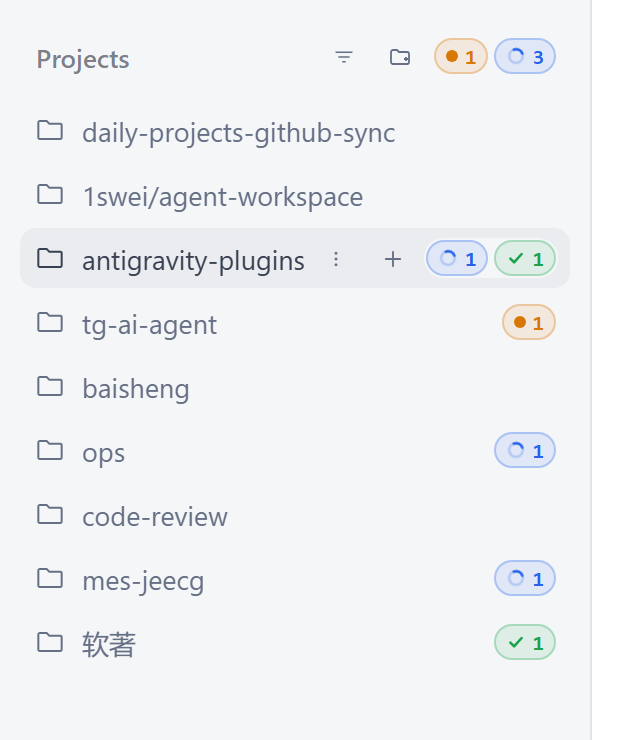 Projects 1 3
daily-projects-github-sync
1swei/agent-workspace
antigravity-plugins 1 1
tg-ai-agent 1
baisheng
ops 1
code-review
mes-jeecg 1
软著 1